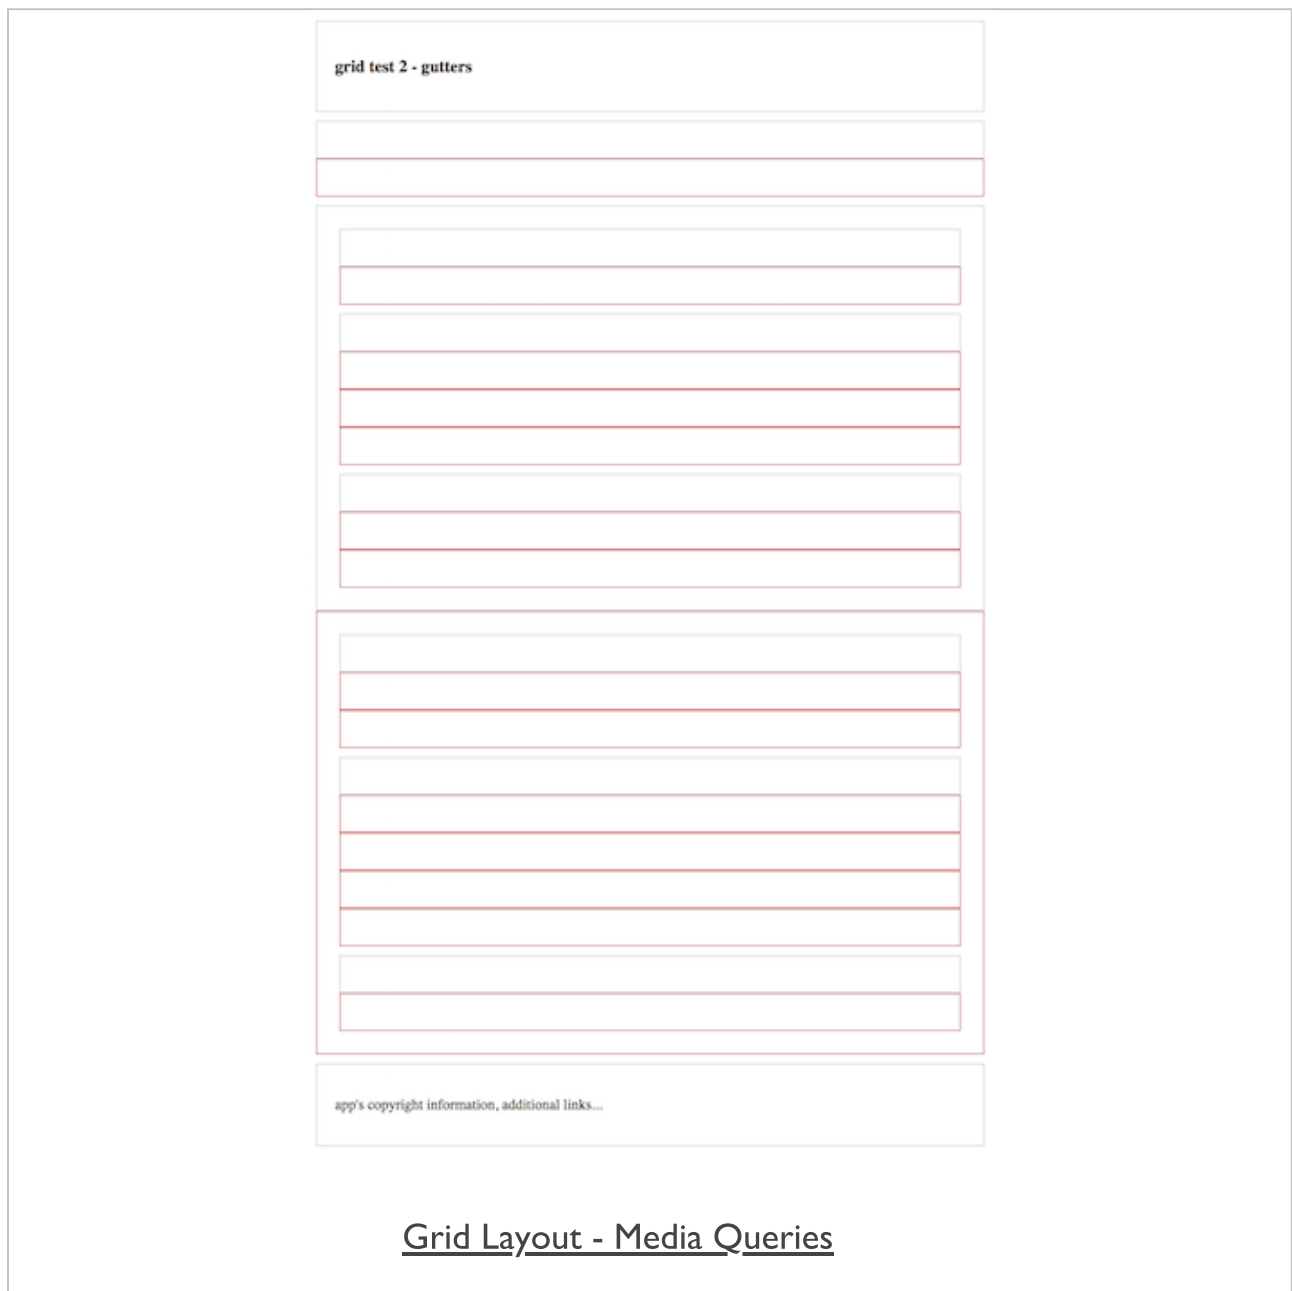 grid test 2 - gutters
app's copyright information, additional links...
Grid Layout - Media Queries